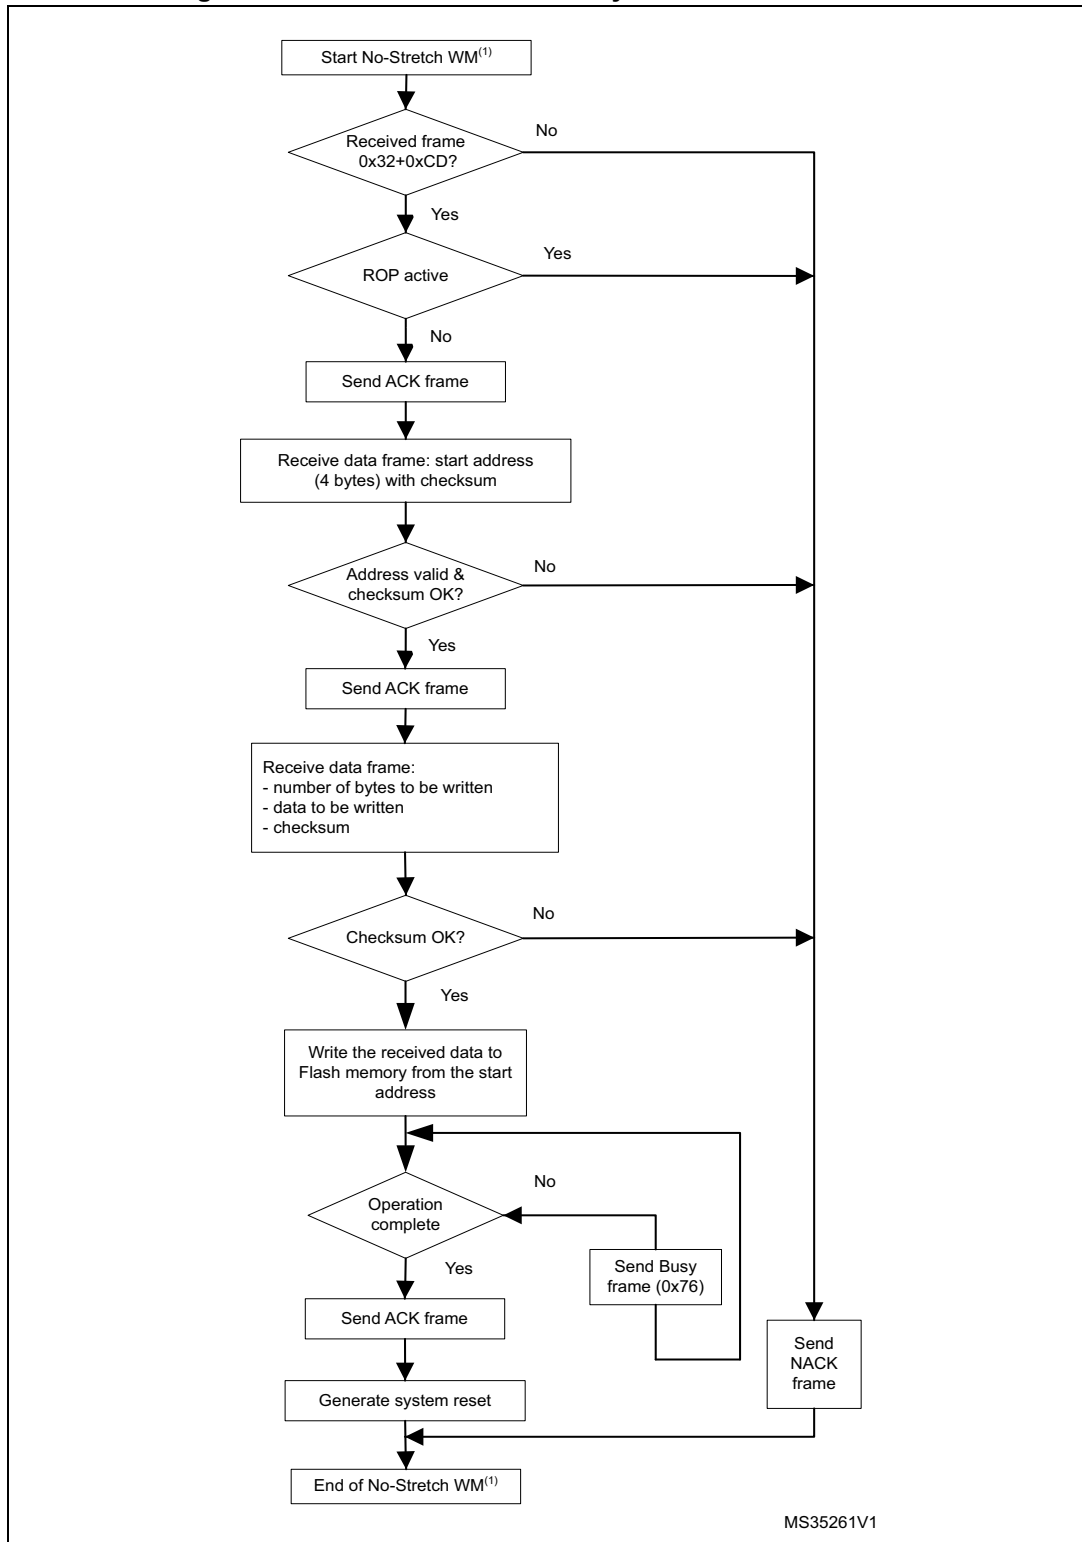 Start No-Stretch WM(1)
No
Received frame
0x32+0xCD?
Yes
Yes
ROP active
No
Send ACK frame
Receive data frame: start address
(4 bytes) with checksum
No
Address valid &
checksum OK?
Yes
Send ACK frame
Receive data frame:
- number of bytes to be written
- data to be written
- checksum
No
Checksum OK?
Yes
Write the received data to
Flash memory from the start
address
No
Operation
complete
Send Busy
frame (0x76)
Yes
Send ACK frame
Send
NACK
frame
Generate system reset
End of No-Stretch WM(1)
MS35261V1